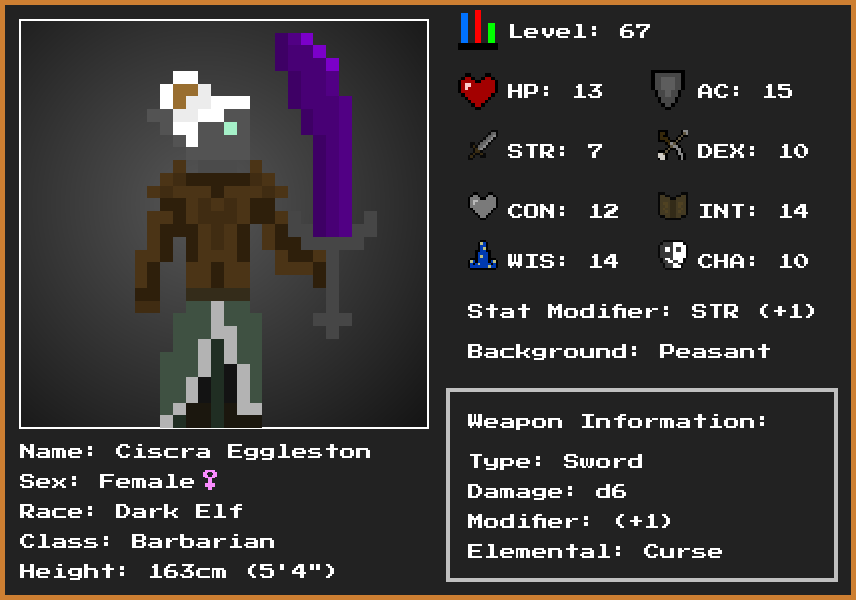 Level: 67
HP: 13
AC: 15
STR: 7
DEX: 10
CON: 12
INT: 14
WIS: 14
CHA: 10
Stat Modifier: STR (+1)
Background: Peasant
Weapon Information:
Type: Sword
Damage: d6
Modifier: (+1)
Elemental: Curse
Name: Ciscra Eggleston
Sex: Female♀
Race: Dark Elf
Class: Barbarian
Height: 163cm (5'4")